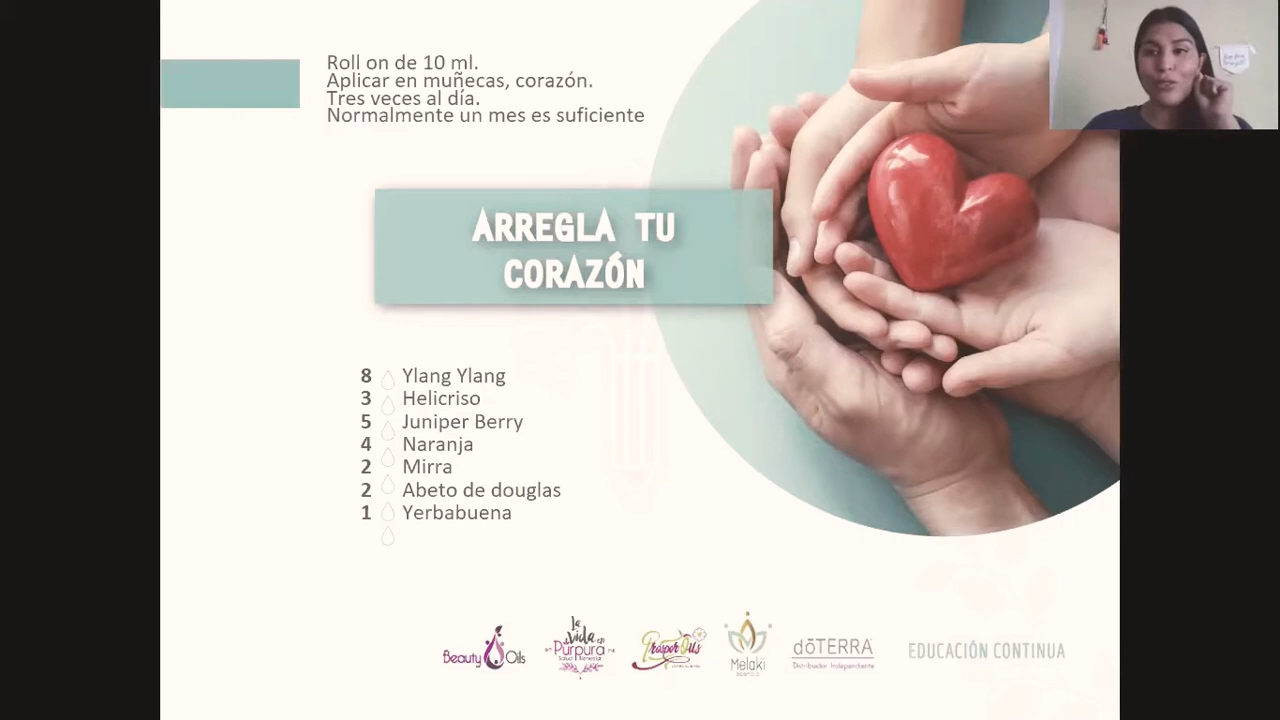 Roll on de 10 ml.
Aplicar en muñecas, corazón.
Tres veces al día.
Normalmente un mes es suficiente
ARREGLA TU
CORAZÓN
8 Ylang Ylang
3 Helicriso
5 Juniper Berry
4 Naranja
2 Mirra
2 Abeto de douglas
1 Yerbabuena
Beauty Oils
la vida en
Púrpura
Prosper Oils
Melaki
dōTERRA
Distribuidor Independiente
EDUCACIÓN CONTINUA